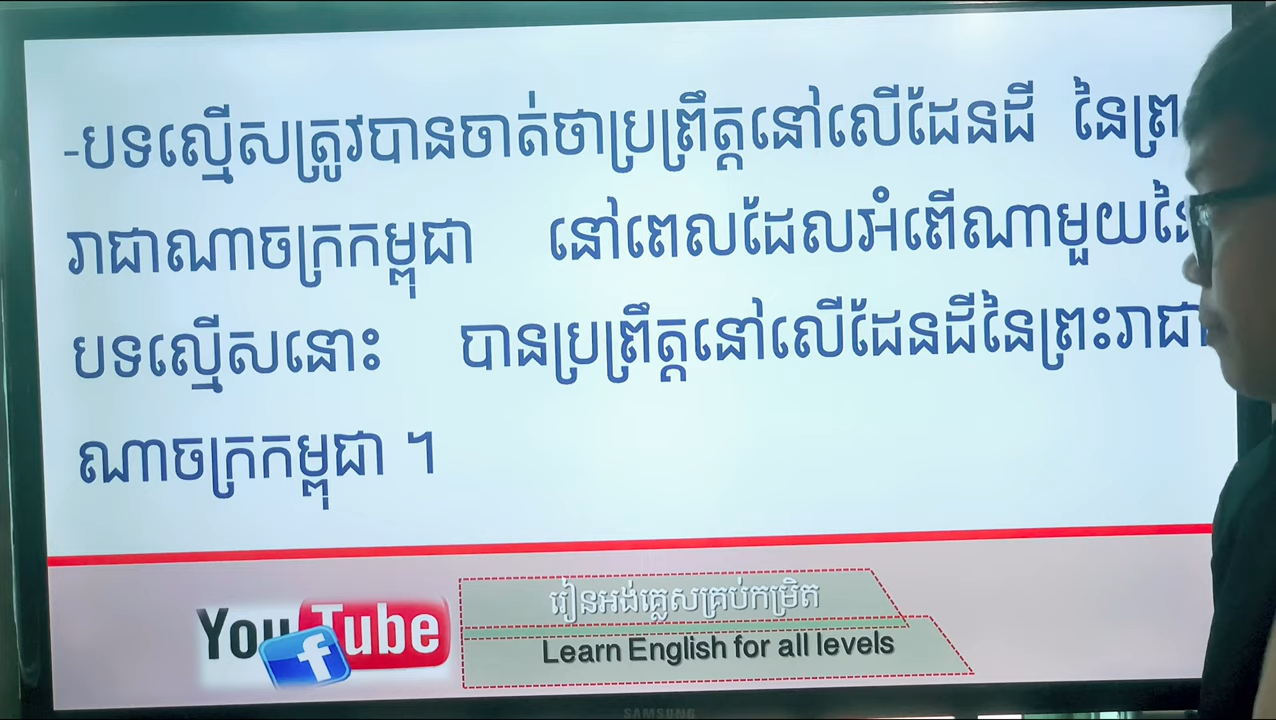 -បទល្មើសត្រូវបានចាត់ថាប្រព្រឹត្តនៅលើដែនដី នៃព្រ
រាជាណាចក្រកម្ពុជា នៅពេលដែលអំពើណាមួយនៃ
បទល្មើសនោះ បានប្រព្រឹត្តនៅលើដែនដីនៃព្រះរាជា
ណាចក្រកម្ពុជា ។
YouTube
f
រៀនអង់គ្លេសគ្រប់កម្រិត
Learn English for all levels
SAMSUNG